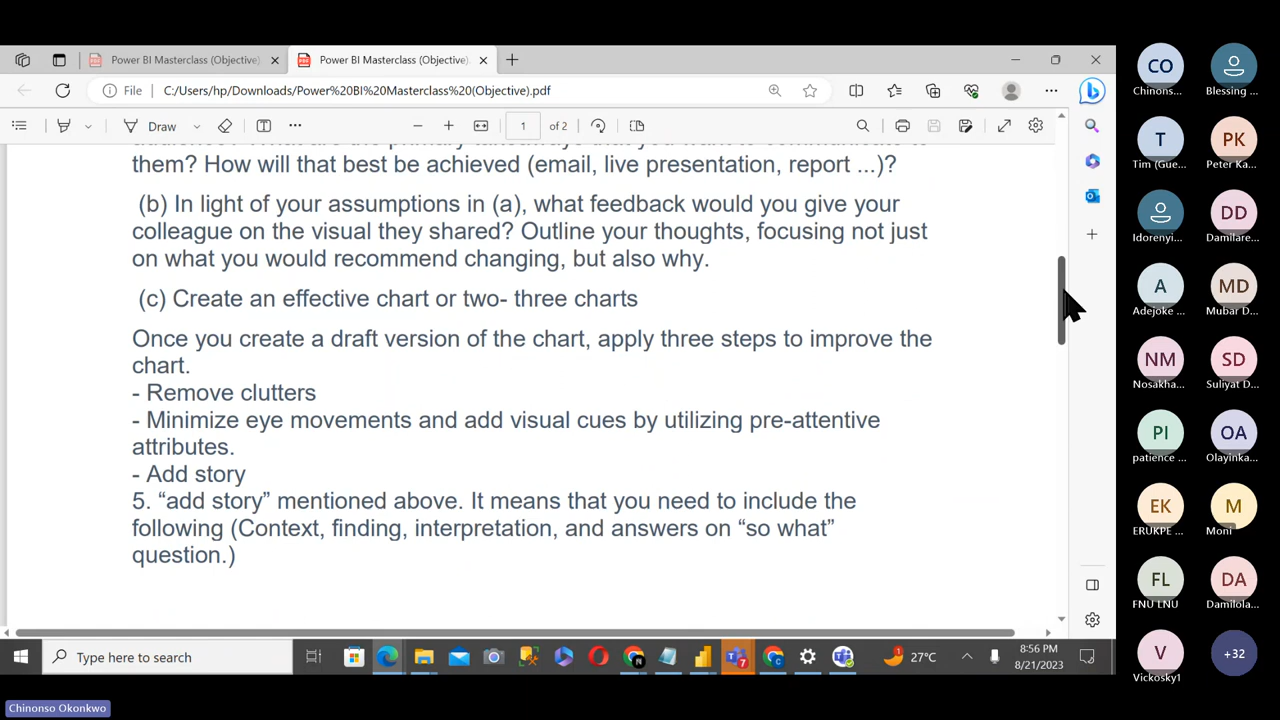 Power BI Masterclass (Objective)
Power BI Masterclass (Objective)
File
C:/Users/hp/Downloads/Power%20BI%20Masterclass%20(Objective).pdf
Draw
1
of 2
them? How will that best be achieved (email, live presentation, report ...)?
(b) In light of your assumptions in (a), what feedback would you give your
colleague on the visual they shared? Outline your thoughts, focusing not just
on what you would recommend changing, but also why.
(c) Create an effective chart or two- three charts
Once you create a draft version of the chart, apply three steps to improve the
chart.
- Remove clutters
- Minimize eye movements and add visual cues by utilizing pre-attentive
attributes.
- Add story
5. “add story” mentioned above. It means that you need to include the
following (Context, finding, interpretation, and answers on “so what”
question.)
Type here to search
7
1
27°C
8:56 PM
8/21/2023
CO
Chinons...
Blessing
T
Tim (Gue...
PK
Peter Ka...
Idorenyi...
DD
Damilare...
A
Adejoke ...
MD
Mubar D...
NM
Nosakha...
SD
Suliyat D...
PI
patience ...
OA
Olayinka...
EK
ERUKPE ...
M
Moni
FL
FNU LNU
DA
Damilola...
V
Vickosky1
+32
Chinonso Okonkwo